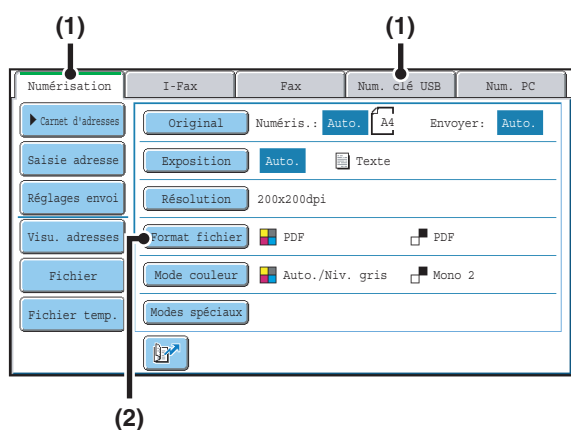 (1) (1)
Numérisation I-Fax Fax Num. clé USB Num. PC
Carnet d'adresses Original Numéris.: Auto. A4 Envoyer: Auto.
Saisie adresse Exposition Auto. Texte
Réglages envoi Résolution 200x200dpi
Visu. adresses Format fichier PDF PDF
Fichier Mode couleur Auto./Niv. gris Mono 2
Fichier temp. Modes spéciaux
(2)